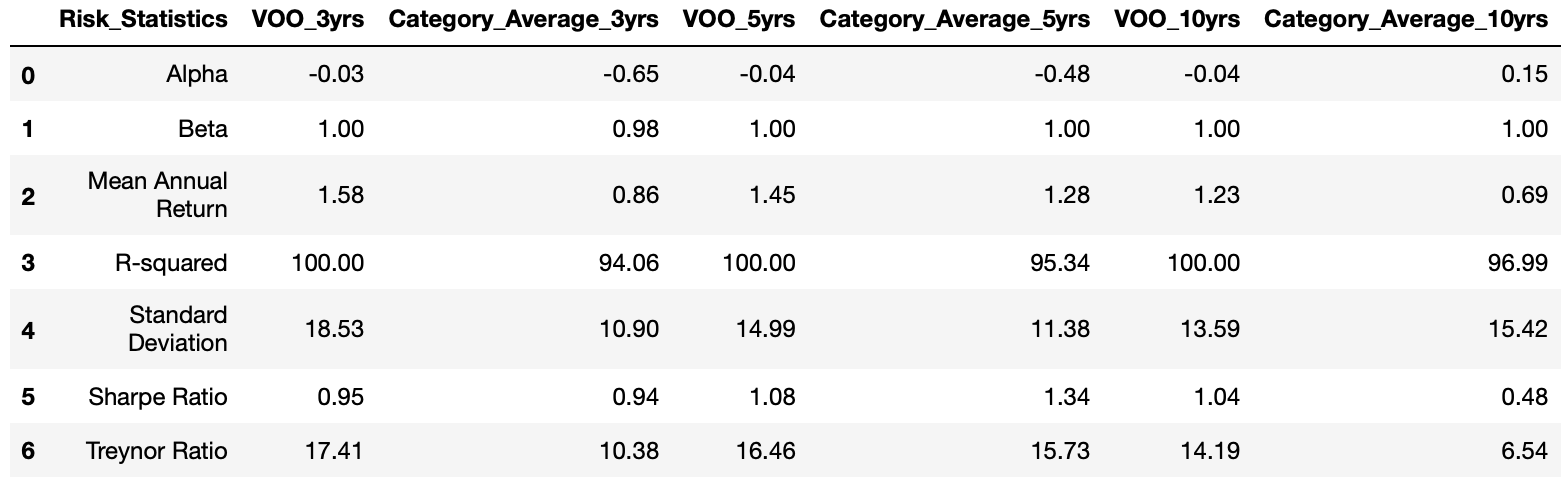 Risk_Statistics VOO_3yrs Category_Average_3yrs VOO_5yrs Category_Average_5yrs VOO_10yrs Category_Average_10yrs
0 Alpha -0.03 -0.65 -0.04 -0.48 -0.04 0.15
1 Beta 1.00 0.98 1.00 1.00 1.00 1.00
2 Mean Annual Return 1.58 0.86 1.45 1.28 1.23 0.69
3 R-squared 100.00 94.06 100.00 95.34 100.00 96.99
4 Standard Deviation 18.53 10.90 14.99 11.38 13.59 15.42
5 Sharpe Ratio 0.95 0.94 1.08 1.34 1.04 0.48
6 Treynor Ratio 17.41 10.38 16.46 15.73 14.19 6.54